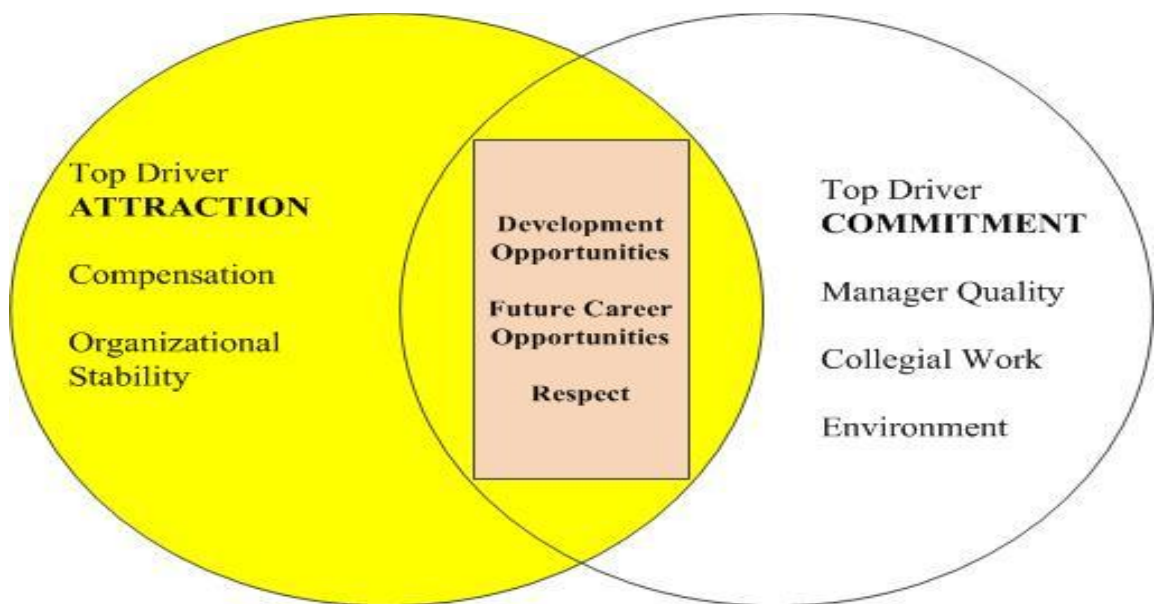 Top Driver
ATTRACTION
Compensation
Organizational
Stability
Development
Opportunities
Future Career
Opportunities
Respect
Top Driver
COMMITMENT
Manager Quality
Collegial Work
Environment